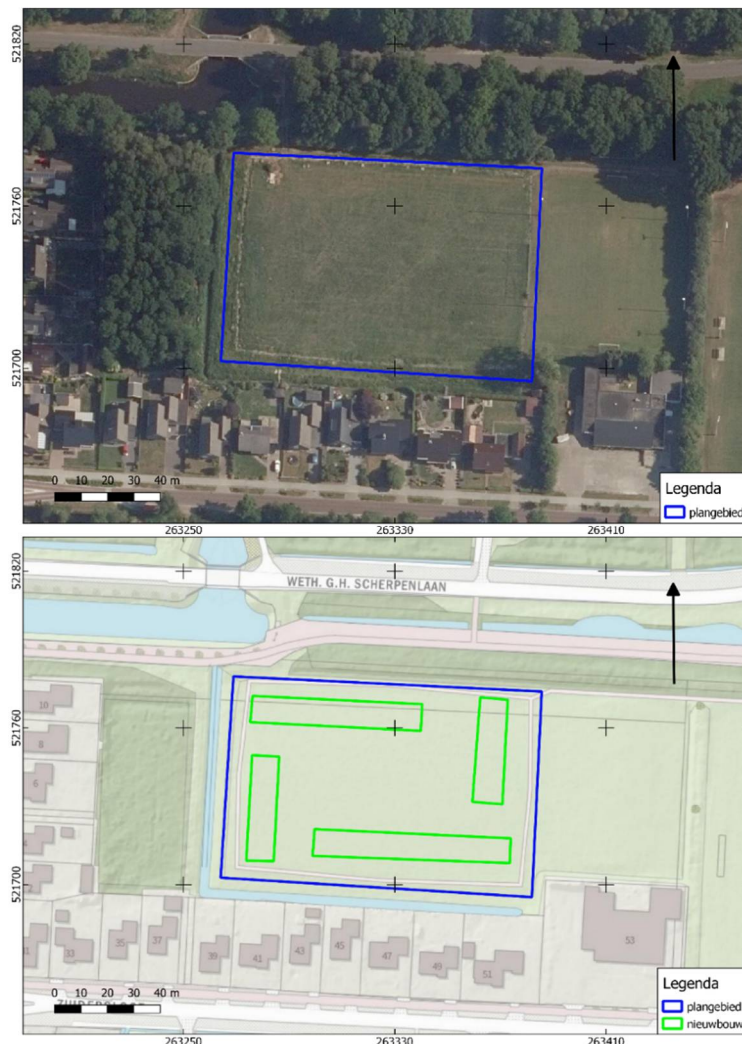 521820
521760
521700
0 10 20 30 40 m
Legenda
plangebied
263250 263330 263410
521820
WETH. G.H. SCHERPENLAAN
10
8
6
521760
521700
33 35 37 39 41 43 45 47 49 51 53
0 10 20 30 40 m
Legenda
plangebied
nieuwbouw
263250 263330 263410